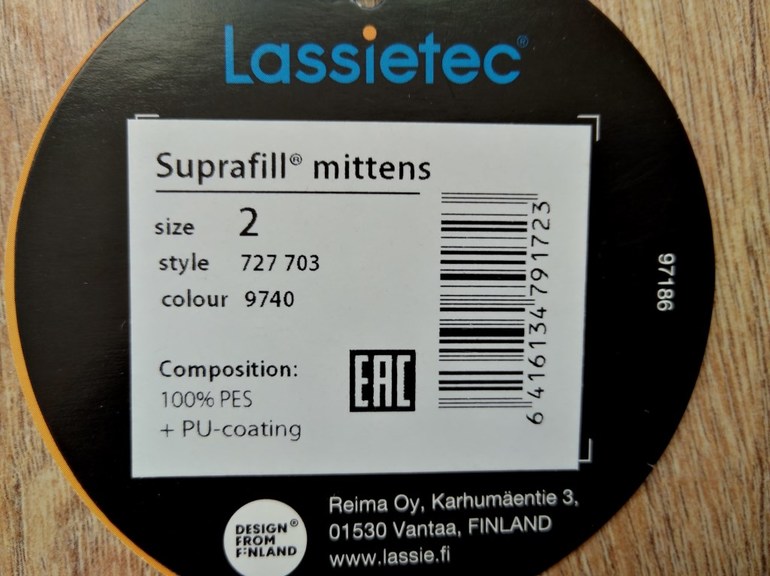 Lassietec®
Suprafill® mittens
size 2
style 727 703
colour 9740
Composition:
100% PES
+ PU-coating
EAC
6 416134 791723
97186
DESIGN®
FROM
FINLAND
Reima Oy, Karhumäentie 3,
01530 Vantaa, FINLAND
www.lassie.fi